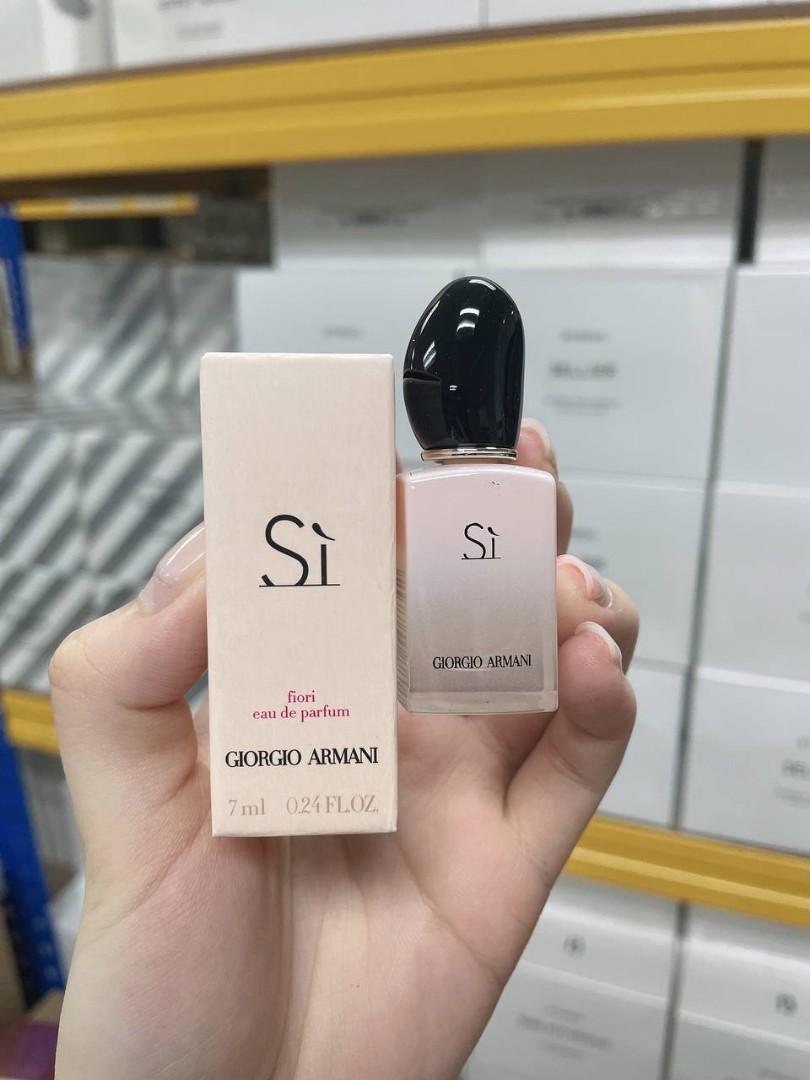 Sì
fiori
eau de parfum
GIORGIO ARMANI
7 ml 0.24 FL.OZ.
Sì
GIORGIO ARMANI